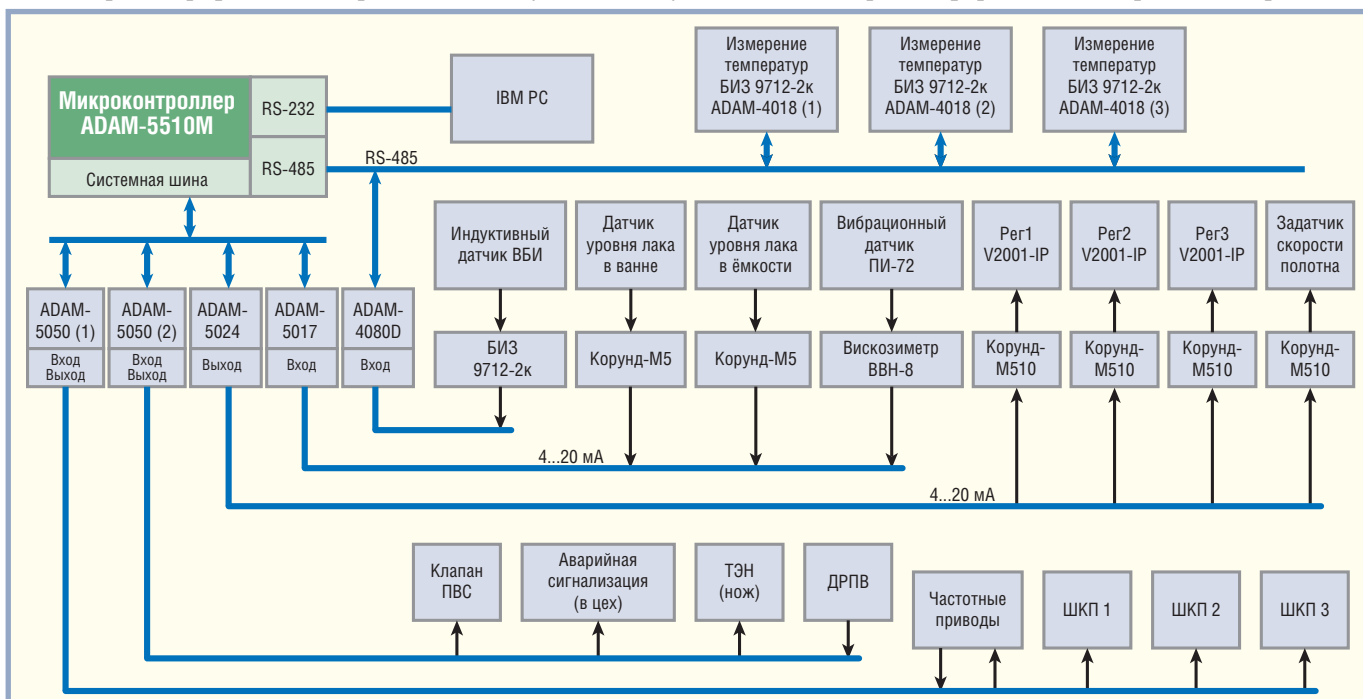 Микроконтроллер
ADAM-5510M
RS-232
RS-485
Системная шина
IBM PC
Измерение
температур
БИЗ 9712-2к
ADAM-4018 (1)
Измерение
температур
БИЗ 9712-2к
ADAM-4018 (2)
Измерение
температур
БИЗ 9712-2к
ADAM-4018 (3)
RS-485
ADAM-
5050 (1)
Вход
Выход
ADAM-
5050 (2)
Вход
Выход
ADAM-
5024
Выход
ADAM-
5017
Вход
ADAM-
4080D
Вход
Индуктивный
датчик ВБИ
Датчик
уровня лака
в ванне
Датчик
уровня лака
в ёмкости
Вибрационный
датчик
ПИ-72
Рег1
V2001-IP
Рег2
V2001-IP
Рег3
V2001-IP
Задатчик
скорости
полотна
БИЗ
9712-2к
Корунд-М5
Корунд-М5
Вискозиметр
ВВН-8
Корунд-
М510
Корунд-
М510
Корунд-
М510
Корунд-
М510
4...20 мА
4...20 мА
Клапан
ПВС
Аварийная
сигнализация
(в цех)
ТЭН
(нож)
ДРПВ
Частотные
приводы
ШКП 1
ШКП 2
ШКП 3